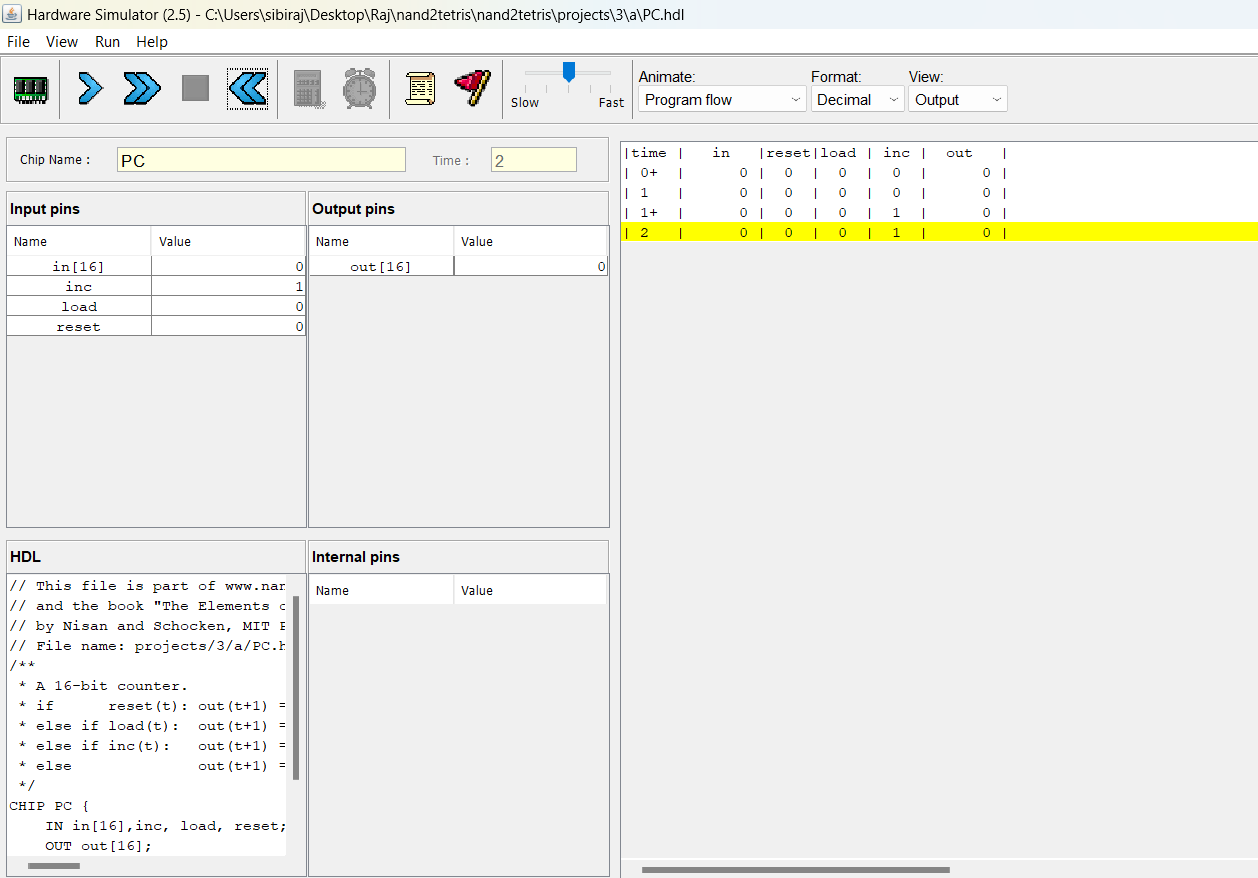 Hardware Simulator (2.5) - C:\Users\sibiraj\Desktop\Raj\nand2tetris\nand2tetris\projects\3\a\PC.hdl
File View Run Help
Slow Fast
Animate: Format: View:
Program flow Decimal Output
Chip Name : PC Time : 2
Input pins
Name Value
in[16] 0
inc 1
load 0
reset 0
Output pins
Name Value
out[16] 0
HDL
// This file is part of www.nan
// and the book "The Elements o
// by Nisan and Schocken, MIT P
// File name: projects/3/a/PC.h
/**
* A 16-bit counter.
* if reset(t): out(t+1) =
* else if load(t): out(t+1) =
* else if inc(t): out(t+1) =
* else out(t+1) =
*/
CHIP PC {
IN in[16],inc, load, reset;
OUT out[16];
Internal pins
Name Value
|time | in |reset|load | inc | out |
| 0+ | 0 | 0 | 0 | 0 | 0 |
| 1 | 0 | 0 | 0 | 0 | 0 |
| 1+ | 0 | 0 | 0 | 1 | 0 |
| 2 | 0 | 0 | 0 | 1 | 0 |